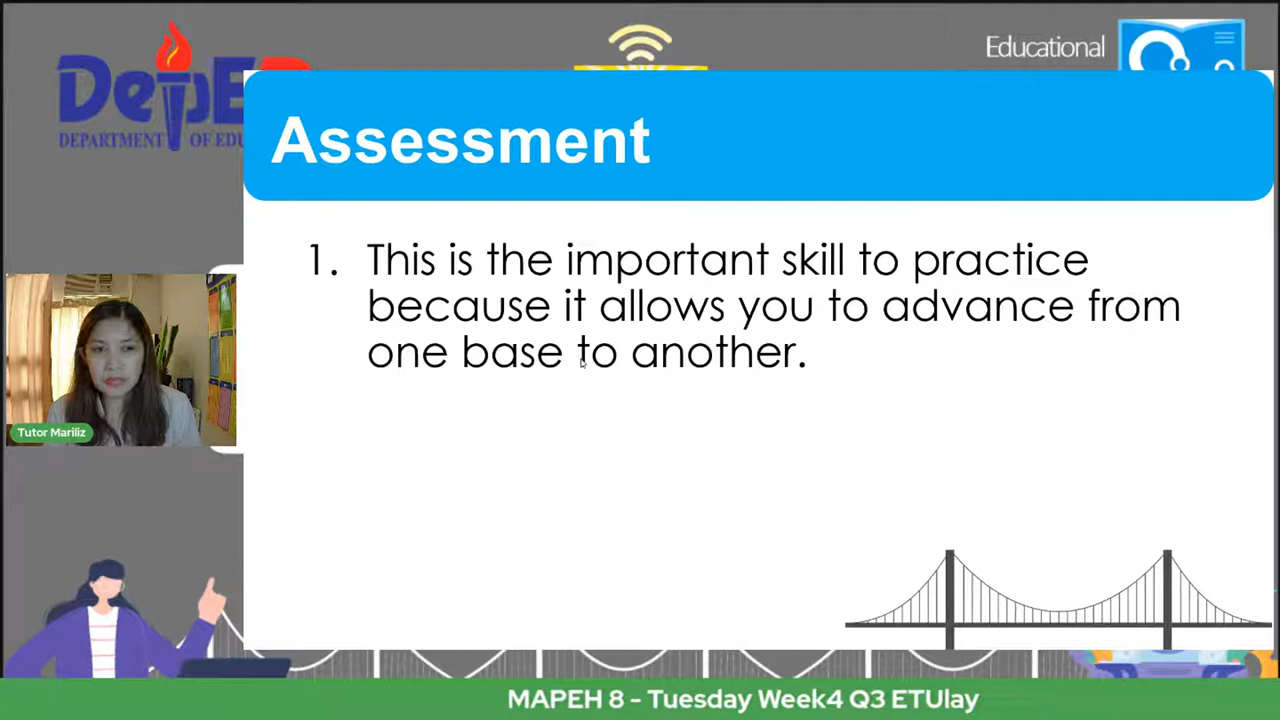 DepE
DEPARTMENT OF EDU
Educational
Assessment
1. This is the important skill to practice
because it allows you to advance from
one base to another.
Tutor Mariliz
MAPEH 8 - Tuesday Week4 Q3 ETUlay